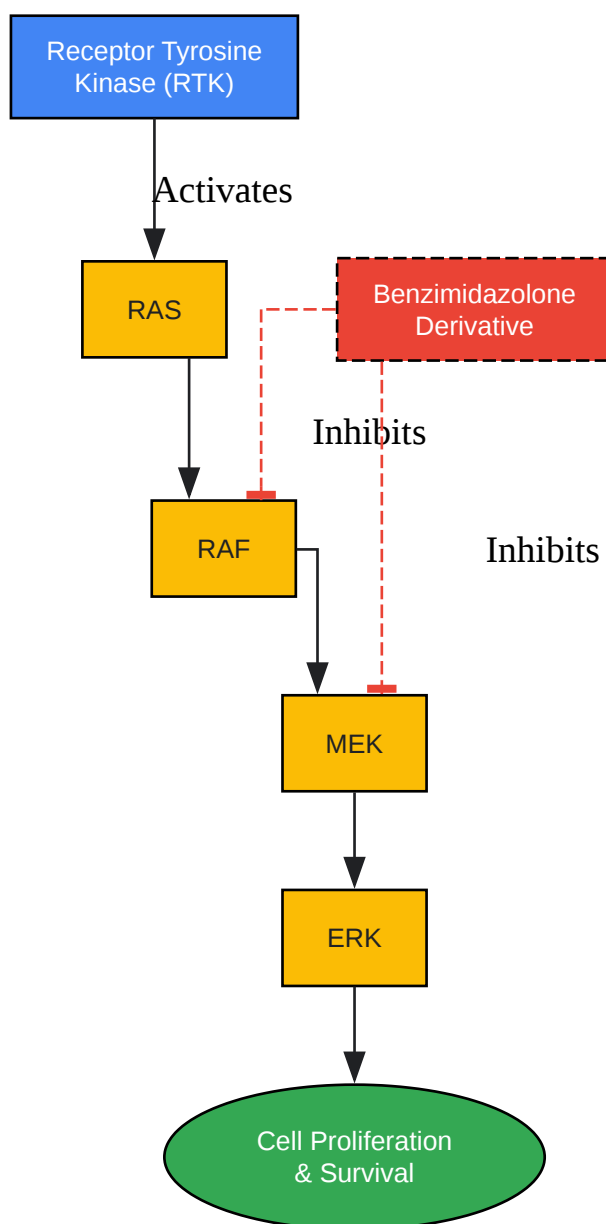 Receptor Tyrosine
Kinase (RTK)
Activates
RAS
Benzimidazolone
Derivative
Inhibits
RAF
Inhibits
MEK
ERK
Cell Proliferation
& Survival